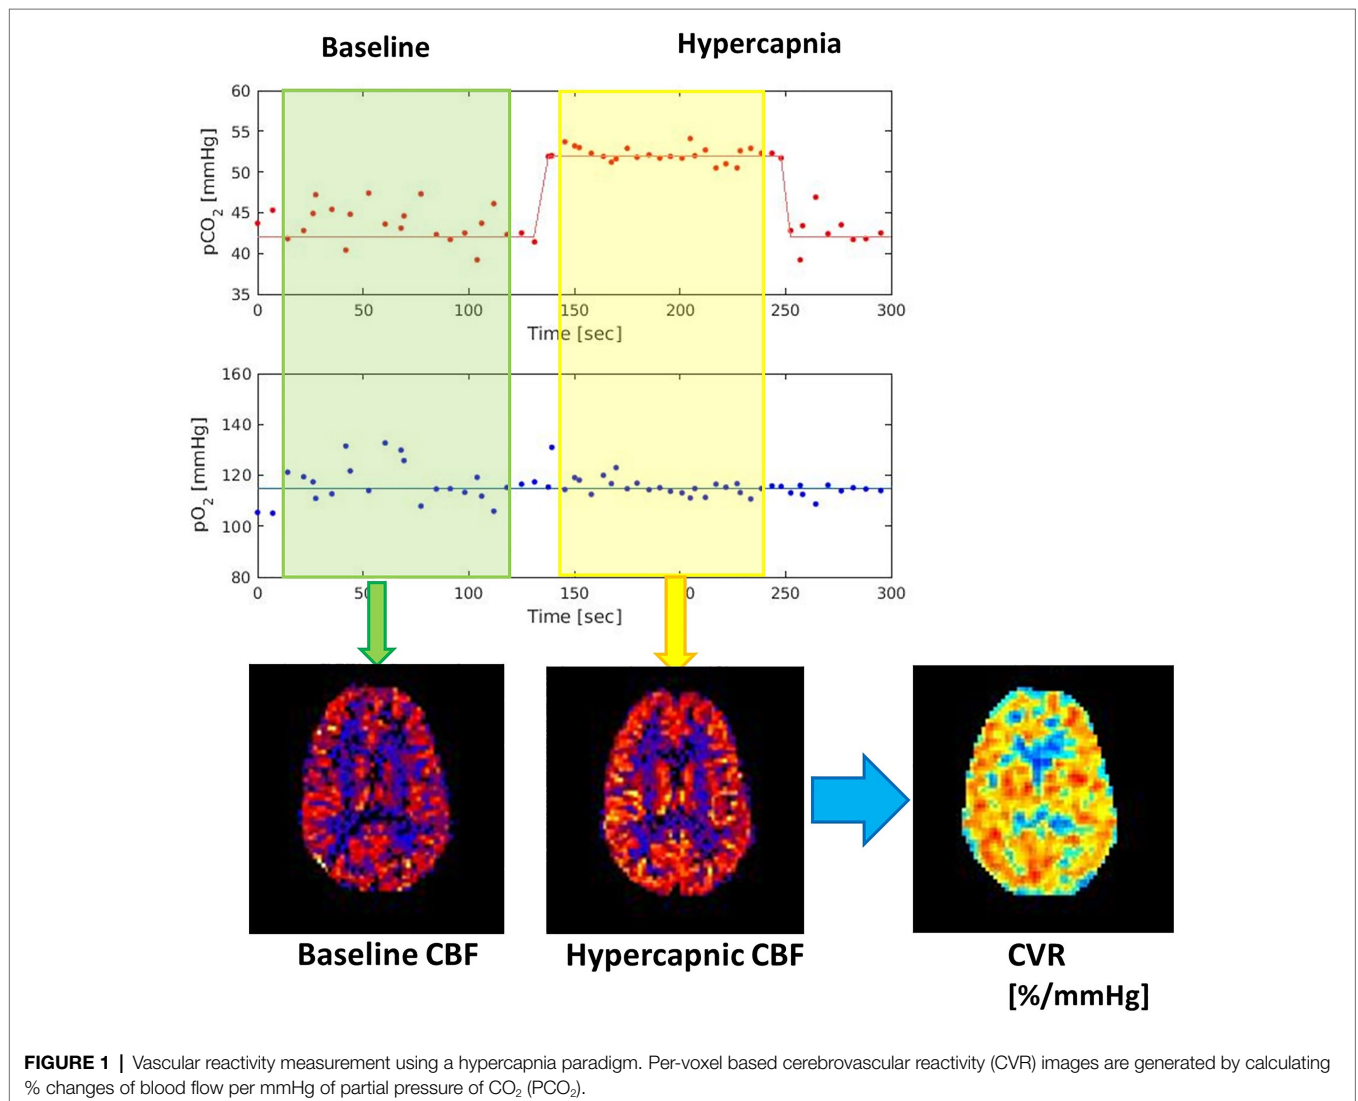 Baseline
Hypercapnia
60
55
50
45
40
35
pCO₂ [mmHg]
0 50 100 150 200 250 300
Time [sec]
160
140
120
100
80
pO₂ [mmHg]
0 50 100 150 0 250 300
Time [sec]
Baseline CBF
Hypercapnic CBF
CVR
[%/mmHg]
FIGURE 1 | Vascular reactivity measurement using a hypercapnia paradigm. Per-voxel based cerebrovascular reactivity (CVR) images are generated by calculating
% changes of blood flow per mmHg of partial pressure of CO₂ (PCO₂).